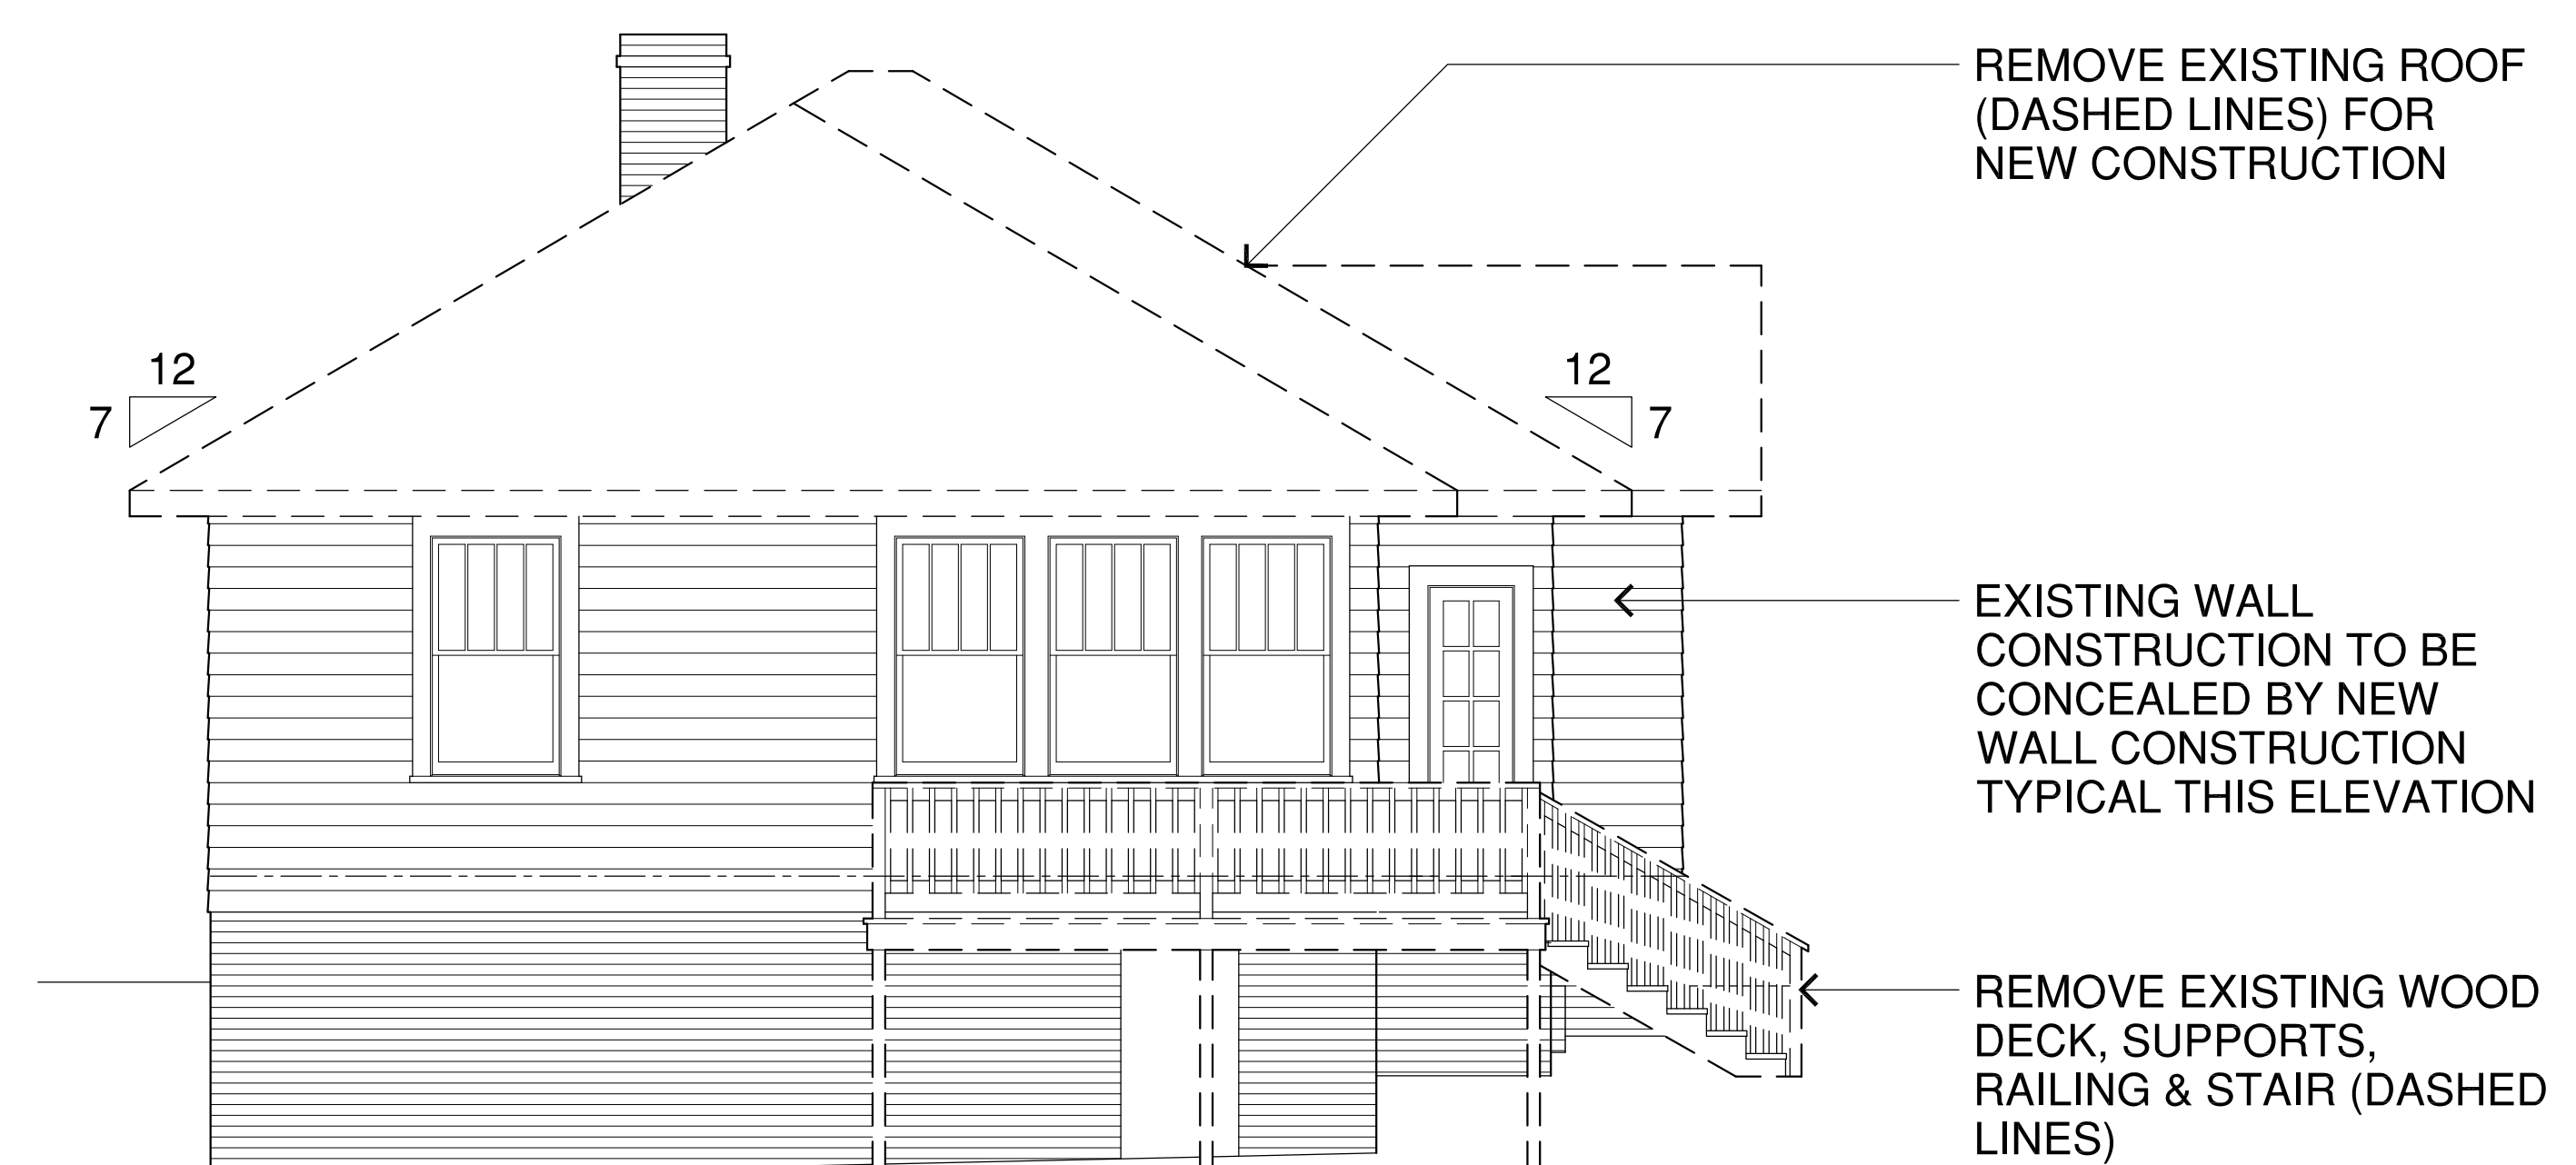 REMOVE EXISTING ROOF
(DASHED LINES) FOR
NEW CONSTRUCTION
12
7
12
7
EXISTING WALL
CONSTRUCTION TO BE
CONCEALED BY NEW
WALL CONSTRUCTION
TYPICAL THIS ELEVATION
REMOVE EXISTING WOOD
DECK, SUPPORTS,
RAILING & STAIR (DASHED
LINES)